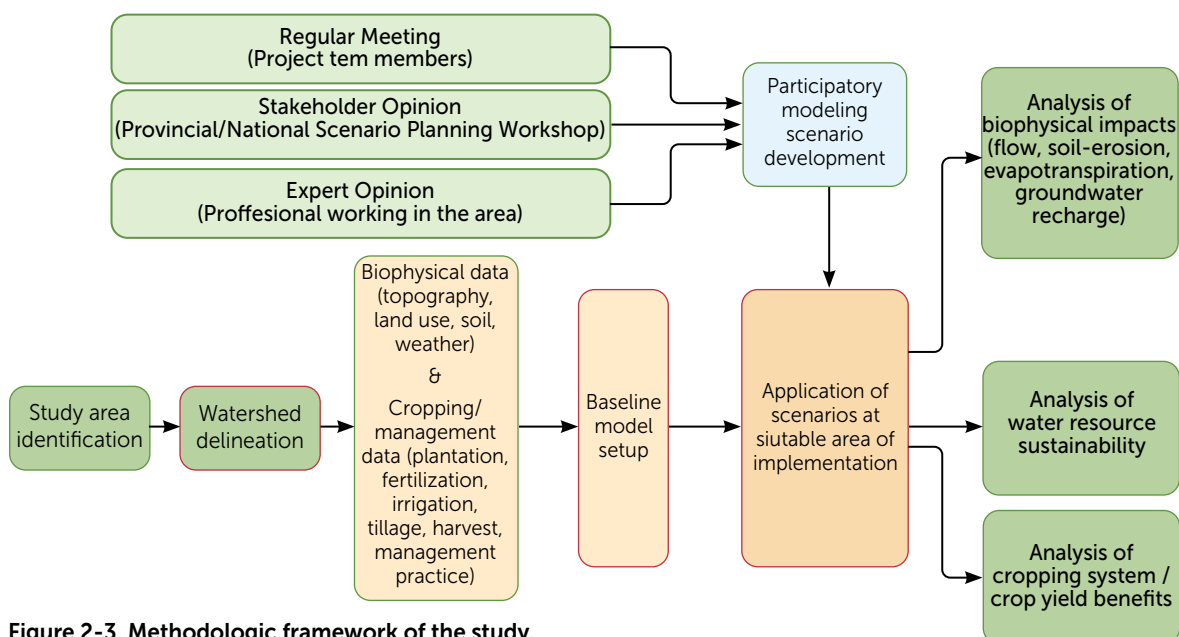 Regular Meeting
(Project tem members)
Stakeholder Opinion
(Provincial/National Scenario Planning Workshop)
Expert Opinion
(Proffesional working in the area)
Participatory
modeling
scenario
development
Analysis of
biophysical impacts
(flow, soil-erosion,
evapotranspiration,
groundwater
recharge)
Study area
identification
Watershed
delineation
Biophysical data
(topography,
land use, soil,
weather)
&
Cropping/
management
data (plantation,
fertilization,
irrigation,
tillage, harvest,
management
practice)
Baseline
model
setup
Application of
scenarios at
siutable area of
implementation
Analysis of
water resource
sustainability
Analysis of
cropping system /
crop yield benefits
Figure 2-3. Methodologic framework of the study.